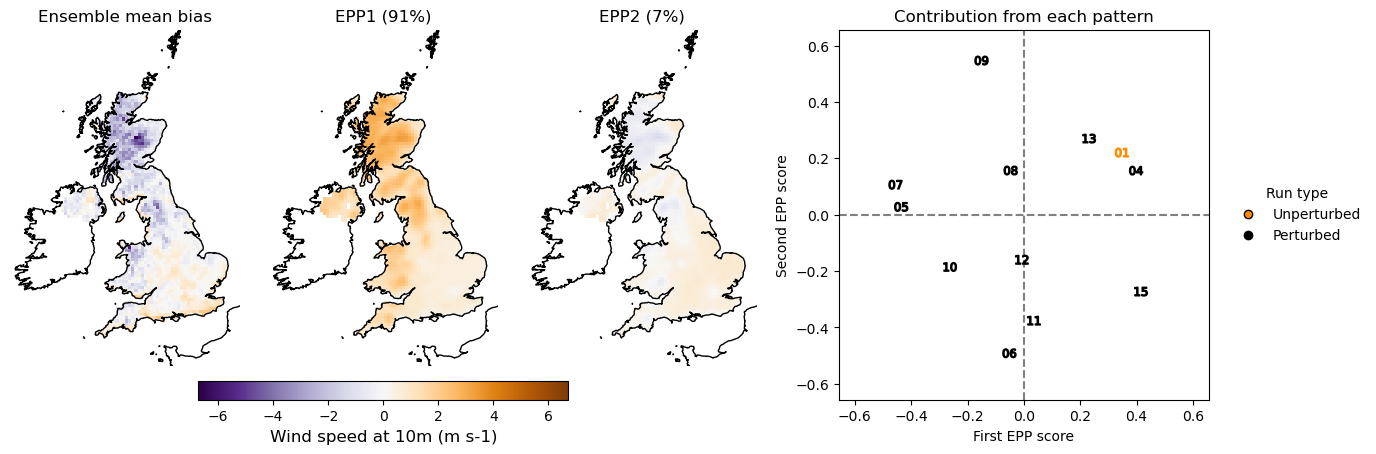 Ensemble mean bias
EPP1 (91%)
EPP2 (7%)
Contribution from each pattern
−6 −4 −2 0 2 4 6
Wind speed at 10m (m s-1)
Second EPP score
0.6
0.4
0.2
0.0
−0.2
−0.4
−0.6
09
13
01
08
04
07
05
12
10
15
11
06
−0.6 −0.4 −0.2 0.0 0.2 0.4 0.6
First EPP score
Run type
Unperturbed
Perturbed